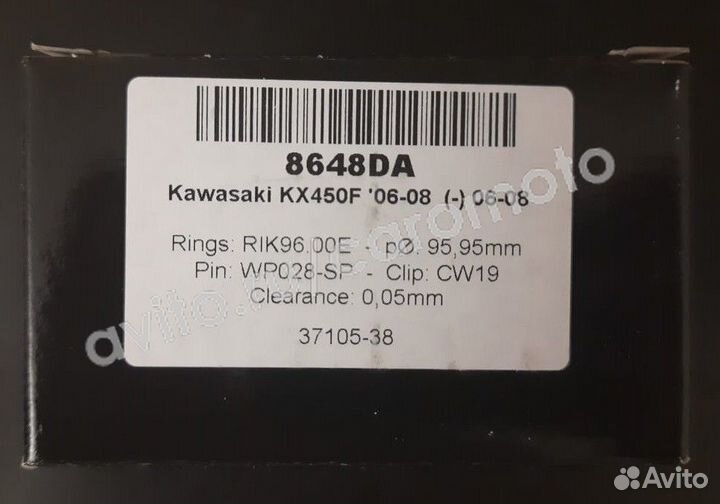 8648DA
Kawasaki KX450F '06-08 (-) 06-08
Rings: RIK96,00E - pØ. 95,95mm
Pin: WP028-SP - Clip: CW19
Clearance: 0,05mm
37105-38
Avito